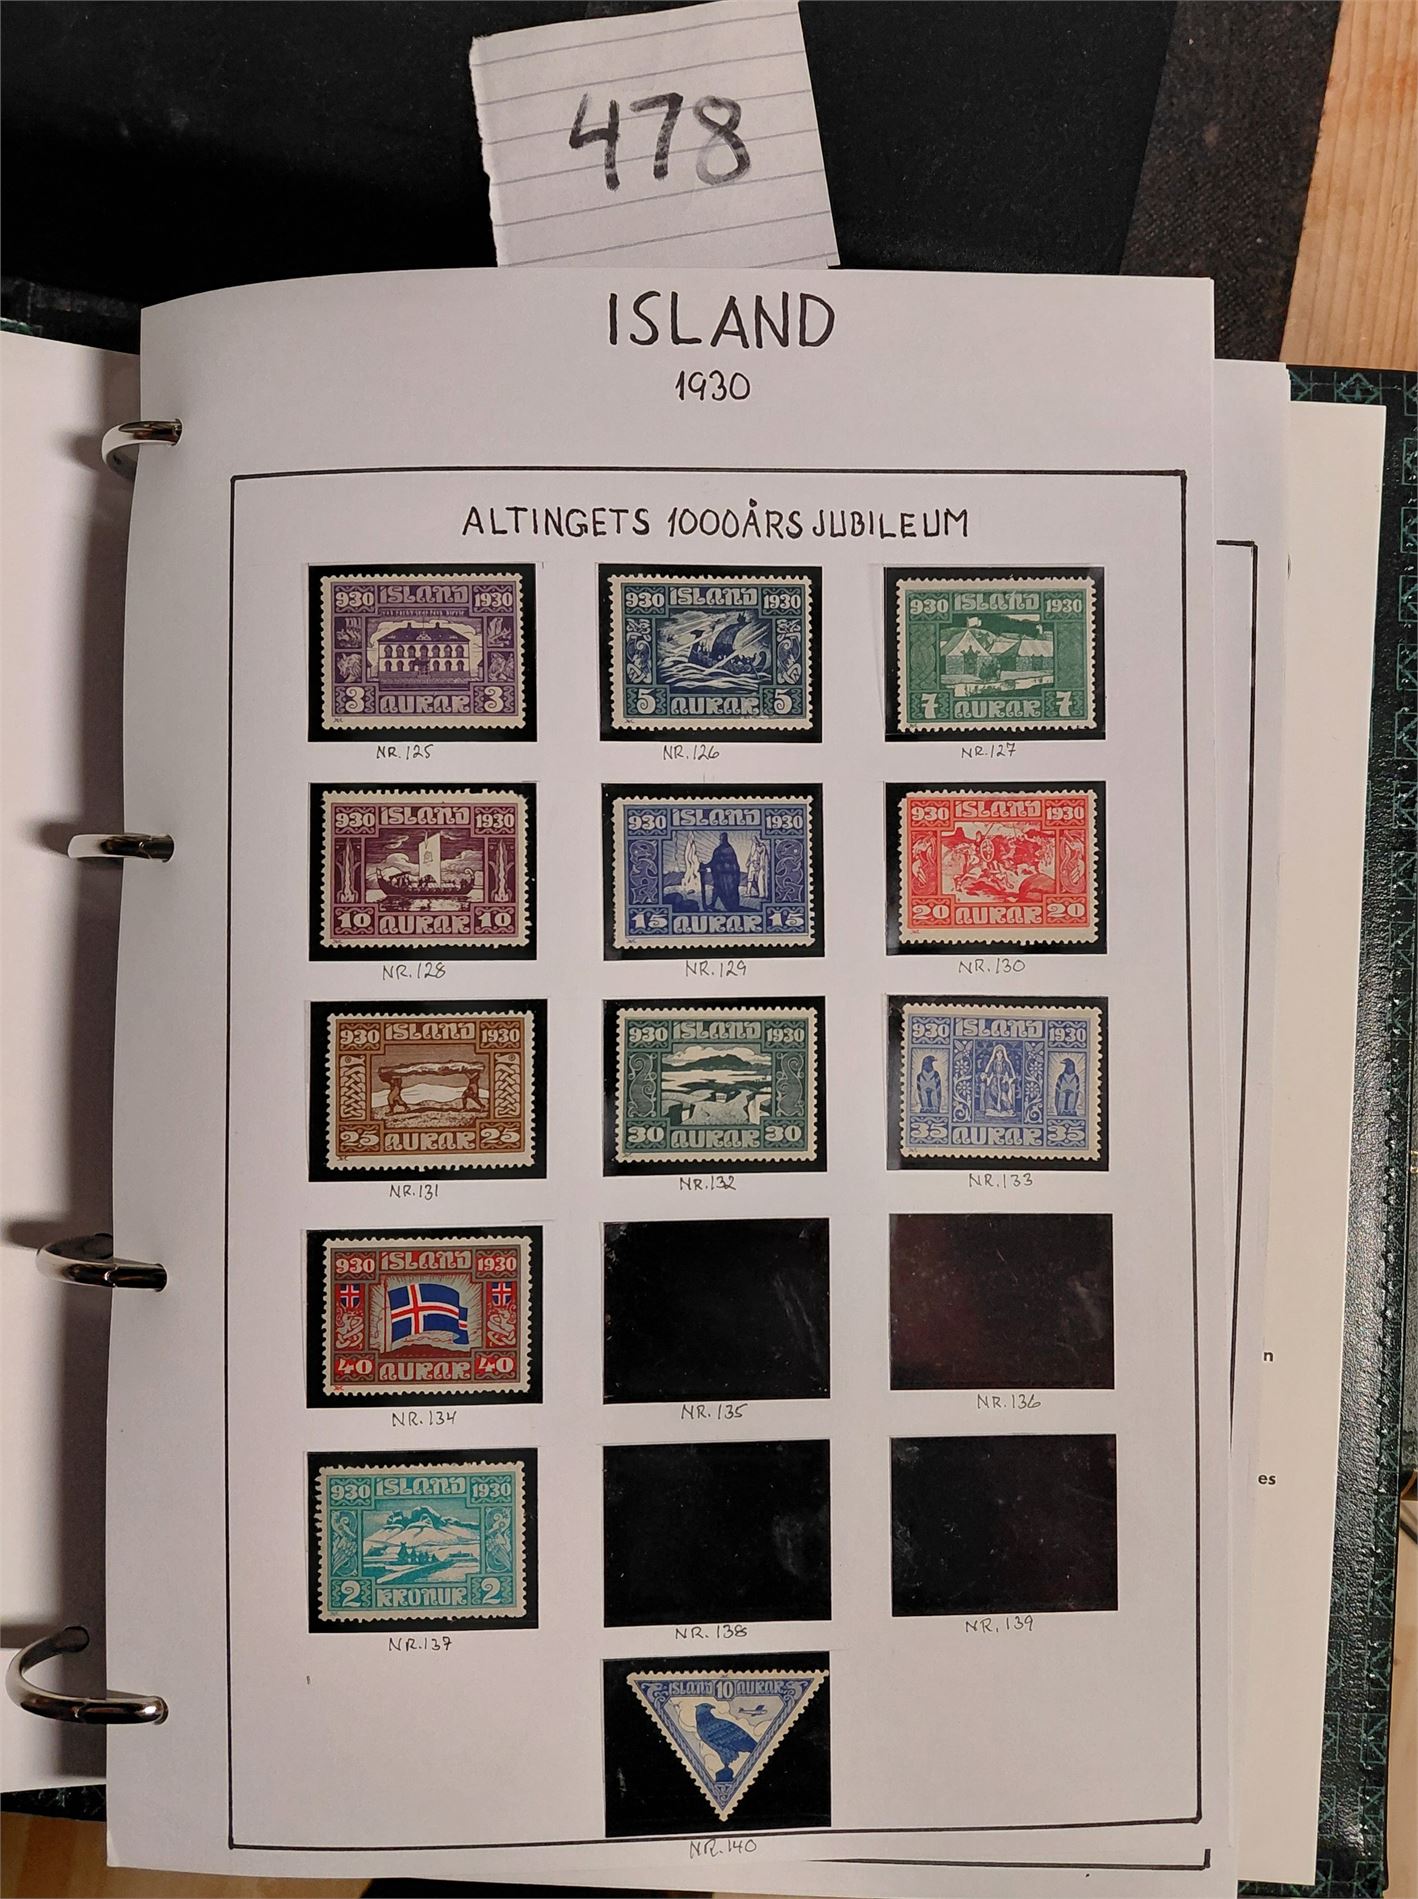 478
ISLAND
1930
ALTINGETS 1000ÅRS JUBILEUM
930 ISLAND 1930
3 AURAR 3
930 ISLAND 1930
5 AURAR 5
930 ISLAND 1930
7 AURAR 7
NR.125
NR.126
NR.127
930 ISLAND 1930
10 AURAR 10
930 ISLAND 1930
15 AURAR 15
930 ISLAND 1930
20 AURAR 20
NR.128
NR.129
NR.130
930 ISLAND 1930
25 AURAR 25
930 ISLAND 1930
30 AURAR 30
930 ISLAND 1930
35 AURAR 35
NR.131
NR.132
NR.133
930 ISLAND 1930
40 AURAR 40
NR.134
NR.135
NR.136
930 ISLAND 1930
2 KRONUR 2
NR.137
NR.138
NR.139
ISLAND 10 AURAR
NR.140
n
es